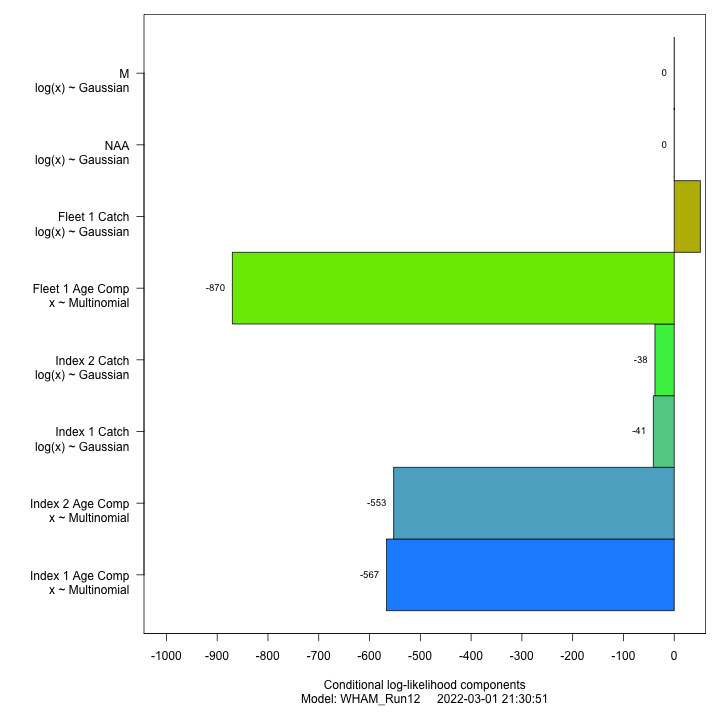 M
log(x) ~ Gaussian
0
NAA
log(x) ~ Gaussian
0
Fleet 1 Catch
log(x) ~ Gaussian
Fleet 1 Age Comp
x ~ Multinomial
-870
Index 2 Catch
log(x) ~ Gaussian
-38
Index 1 Catch
log(x) ~ Gaussian
-41
Index 2 Age Comp
x ~ Multinomial
-553
Index 1 Age Comp
x ~ Multinomial
-567
-1000 -900 -800 -700 -600 -500 -400 -300 -200 -100 0
Conditional log-likelihood components
Model: WHAM_Run12 2022-03-01 21:30:51